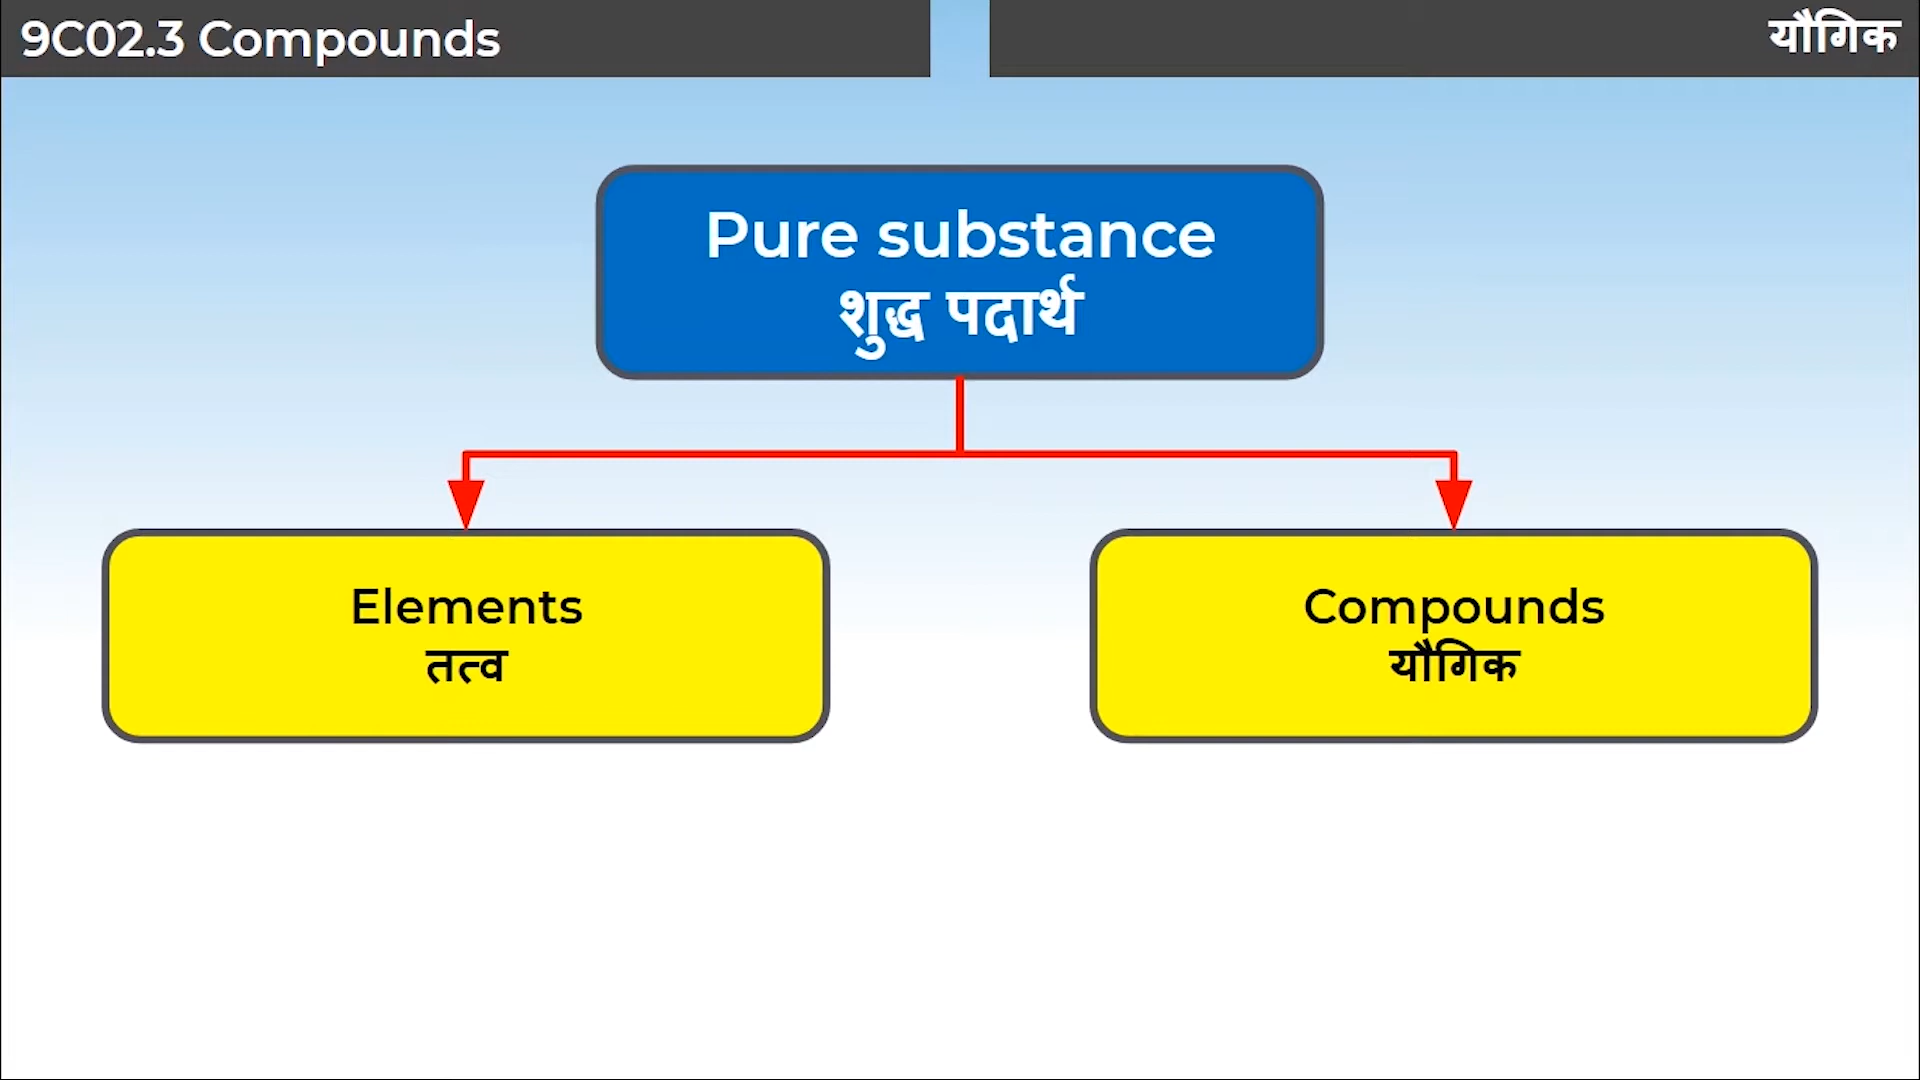 9C02.3 Compounds
यौगिक
Pure substance
शुद्ध पदार्थ
Elements
तत्व
Compounds
यौगिक